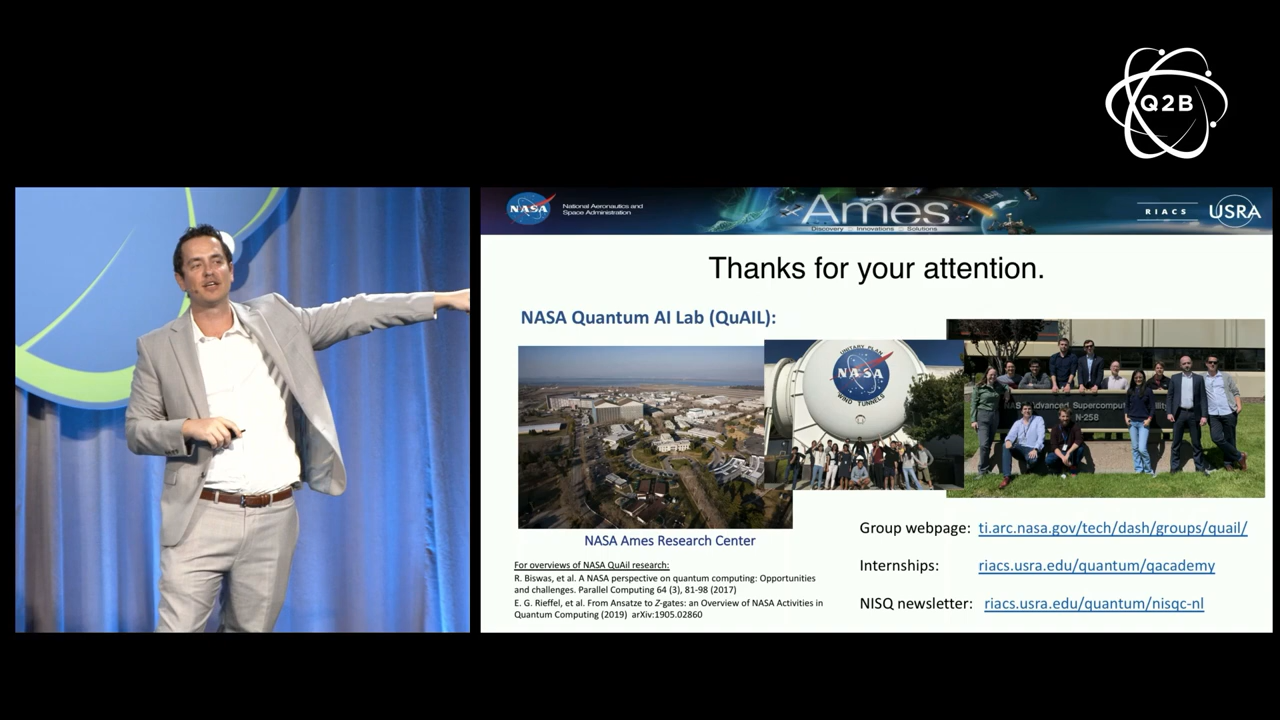 Q2B
NASA
National Aeronautics and
Space Administration
Ames
Discovery :: Innovations :: Solutions
RIACS
USRA
Thanks for your attention.
NASA Quantum AI Lab (QuAIL):
UNITARY PLAN
NASA
WIND TUNNELS
Advanced Supercomput
N-258
NASA Ames Research Center
Group webpage: ti.arc.nasa.gov/tech/dash/groups/quail/
Internships: riacs.usra.edu/quantum/qacademy
NISQ newsletter: riacs.usra.edu/quantum/nisqc-nl
For overviews of NASA QuAil research:
R. Biswas, et al. A NASA perspective on quantum computing: Opportunities
and challenges. Parallel Computing 64 (3), 81-98 (2017)
E. G. Rieffel, et al. From Ansatze to Z-gates: an Overview of NASA Activities in
Quantum Computing (2019) arXiv:1905.02860